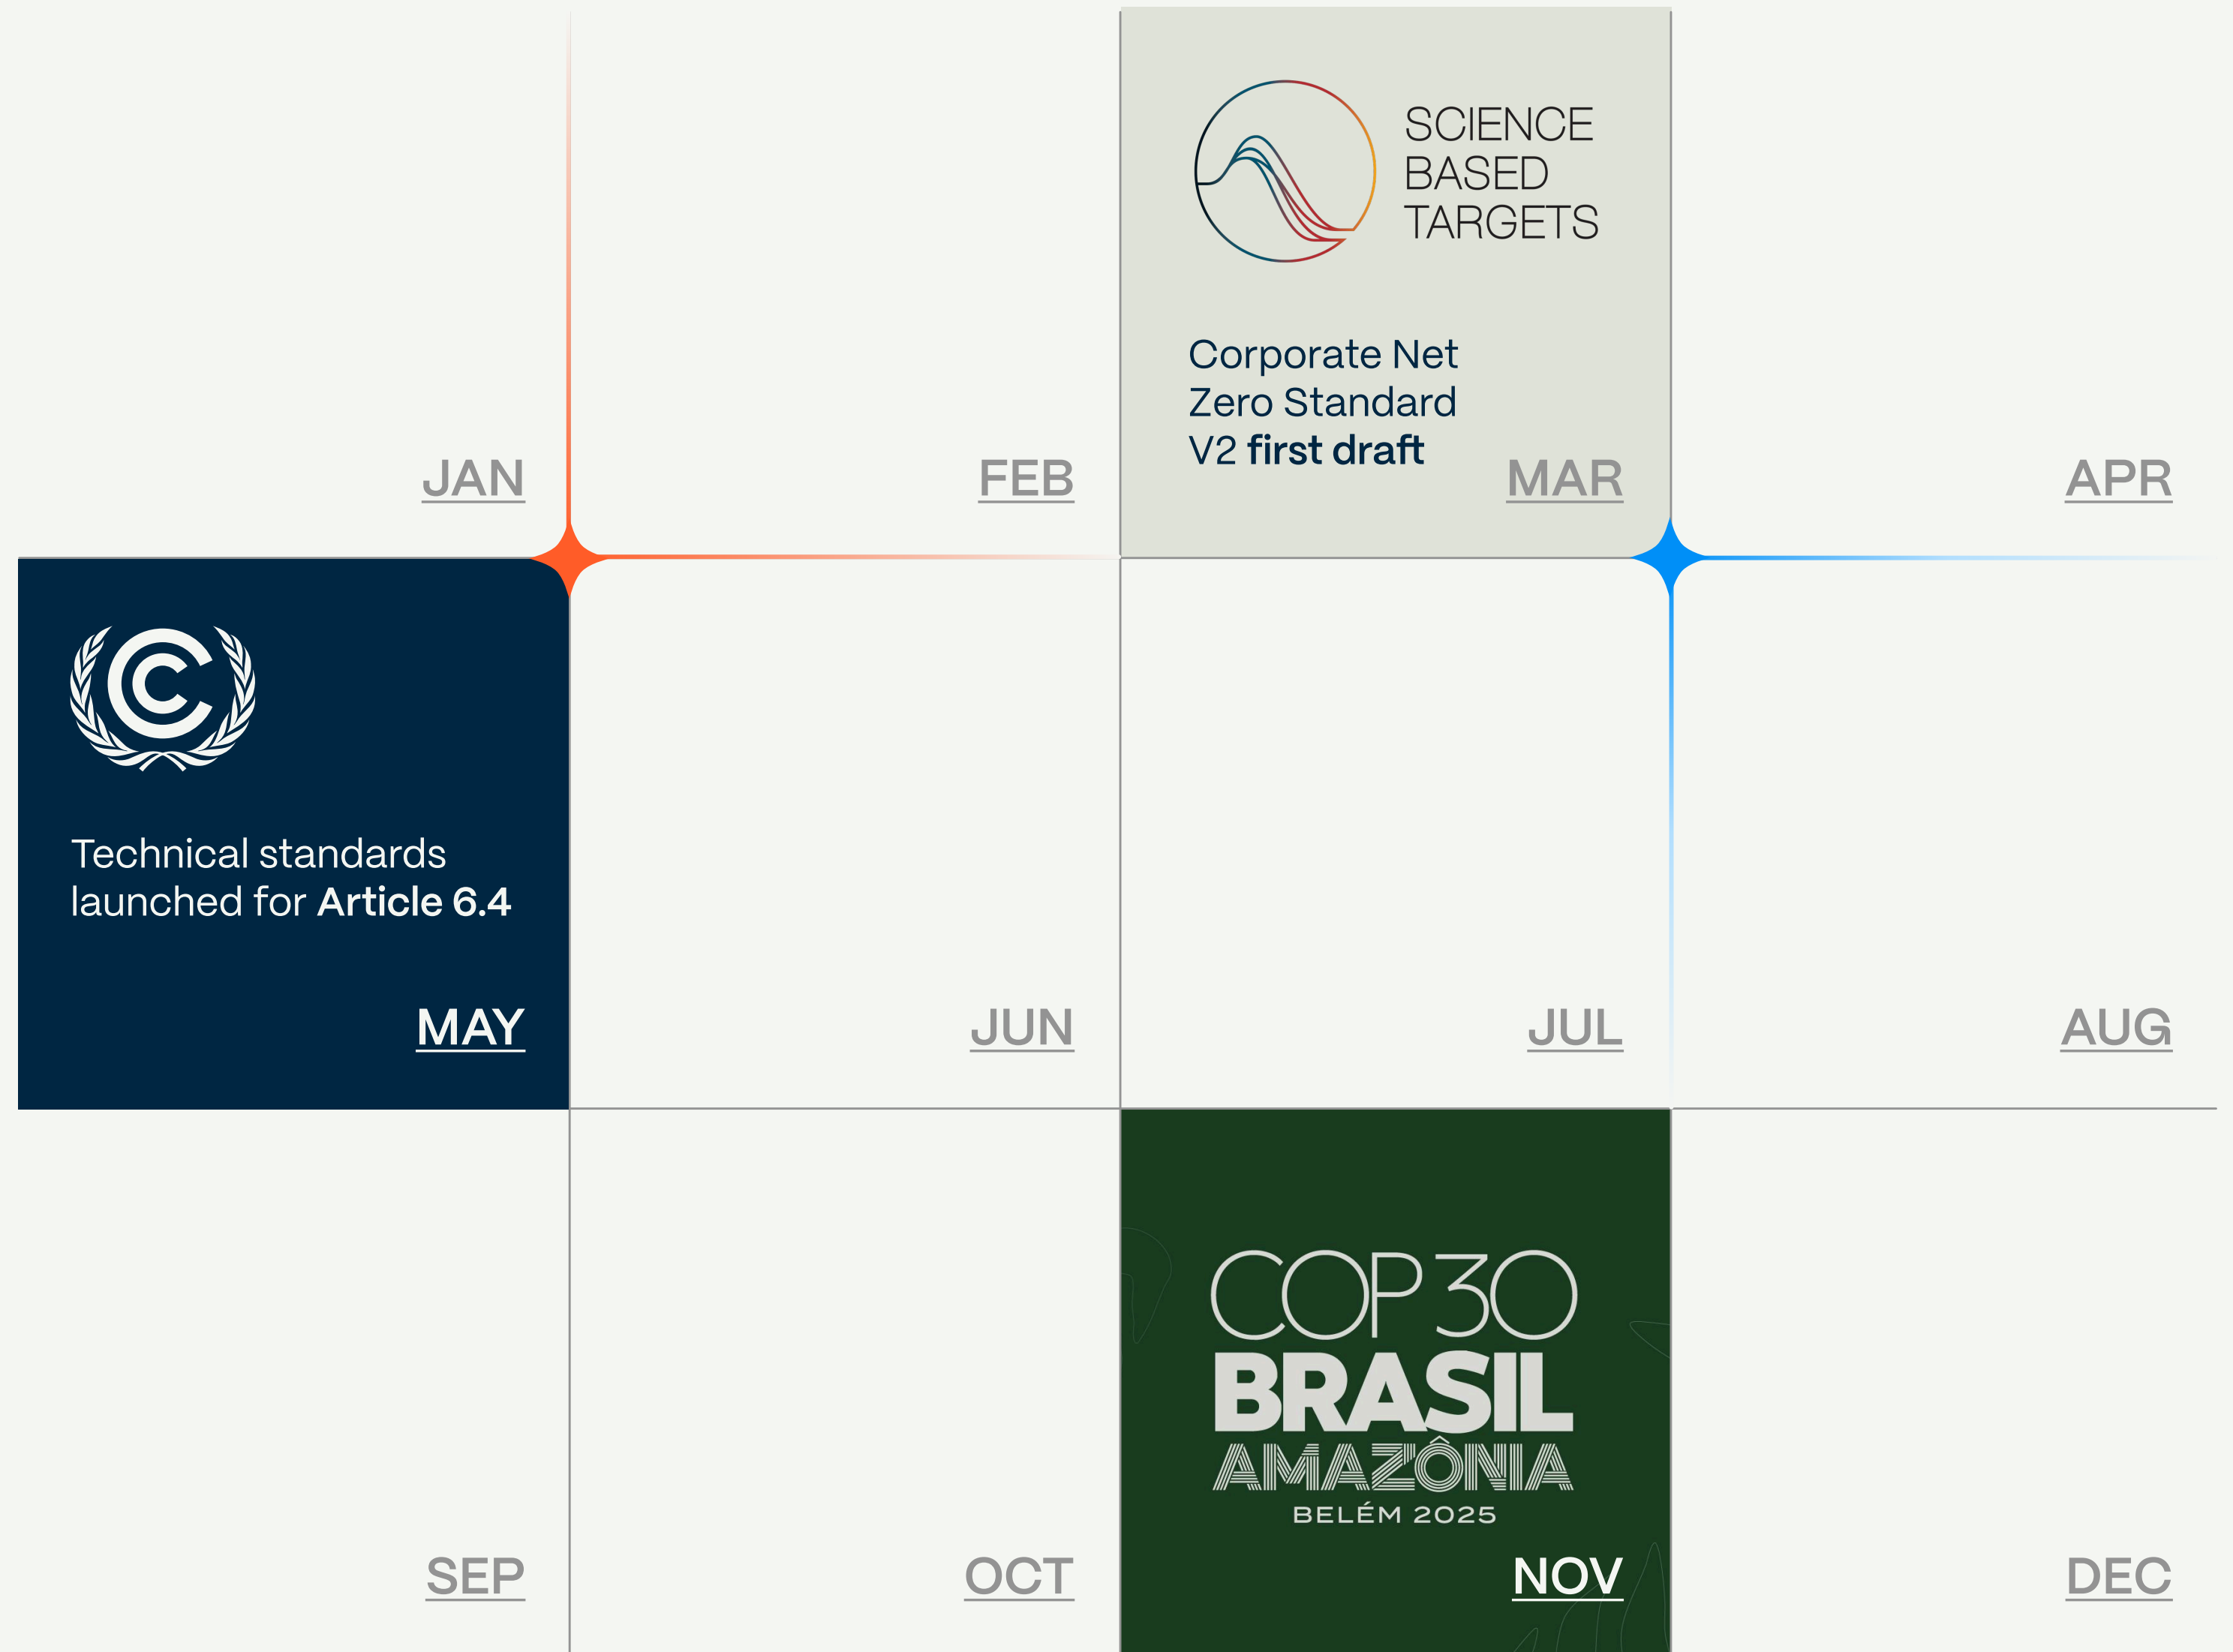 JAN
FEB
SCIENCE
BASED
TARGETS
Corporate Net
Zero Standard
V2 first draft
MAR
APR
Technical standards
launched for Article 6.4
MAY
JUN
JUL
AUG
SEP
OCT
COP30
BRASIL
AMAZÔNIA
BELÉM 2025
NOV
DEC